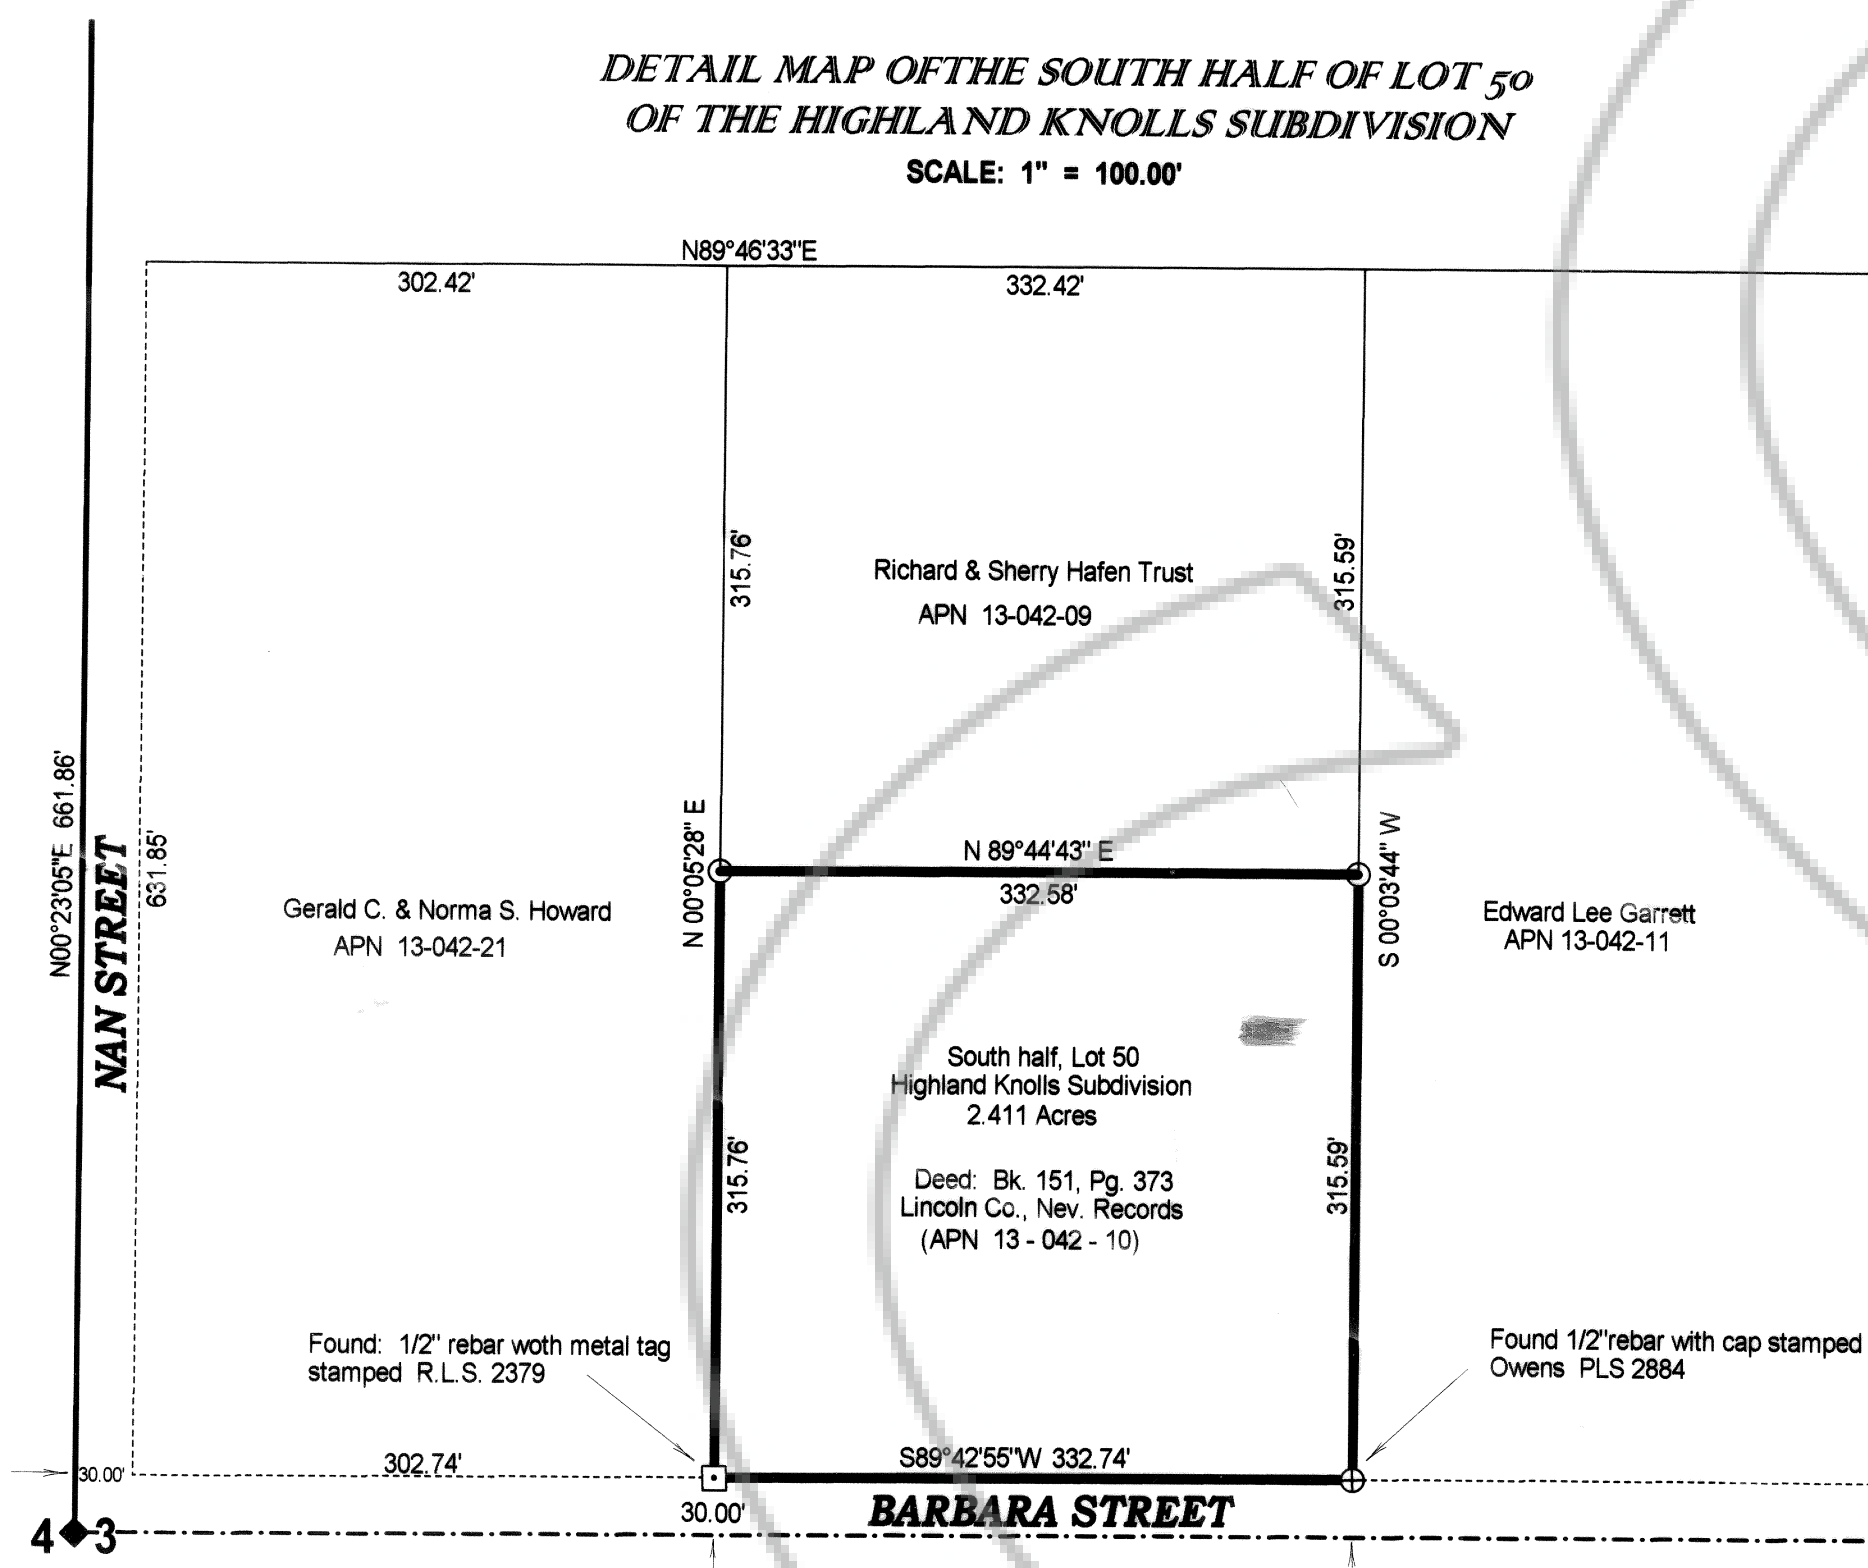 DETAIL MAP OFTHE SOUTH HALF OF LOT 50
OF THE HIGHLAND KNOLLS SUBDIVISION
SCALE: 1" = 100.00'
N89°46'33"E
302.42'
332.42'
315.76'
315.59'
Richard & Sherry Hafen Trust
APN 13-042-09
N00°23'05"E 661.86'
NAN STREET
631.85'
N 00°05'28" E
N 89°44'43" E
332.58'
S 00°03'44" W
Gerald C. & Norma S. Howard
APN 13-042-21
Edward Lee Garrett
APN 13-042-11
South half, Lot 50
Highland Knolls Subdivision
2.411 Acres
315.76'
315.59'
Deed: Bk. 151, Pg. 373
Lincoln Co., Nev. Records
(APN 13 - 042 - 10)
Found: 1/2" rebar woth metal tag
stamped R.L.S. 2379
Found 1/2"rebar with cap stamped
Owens PLS 2884
30.00'
302.74'
S89°42'55"W 332.74'
30.00'
BARBARA STREET
4 3